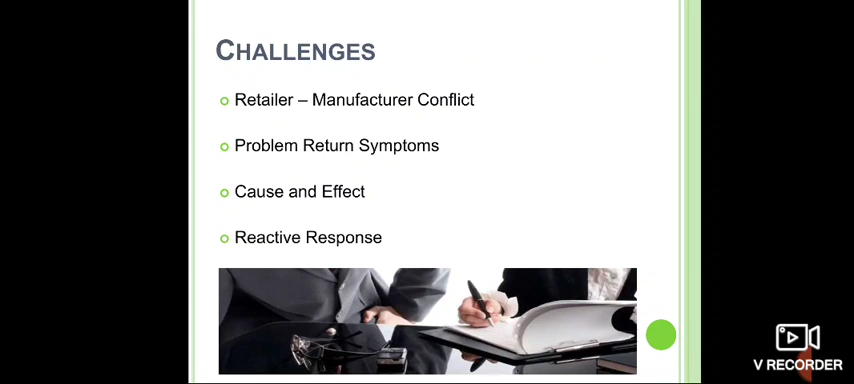 CHALLENGES
Retailer – Manufacturer Conflict
Problem Return Symptoms
Cause and Effect
Reactive Response
V RECORDER